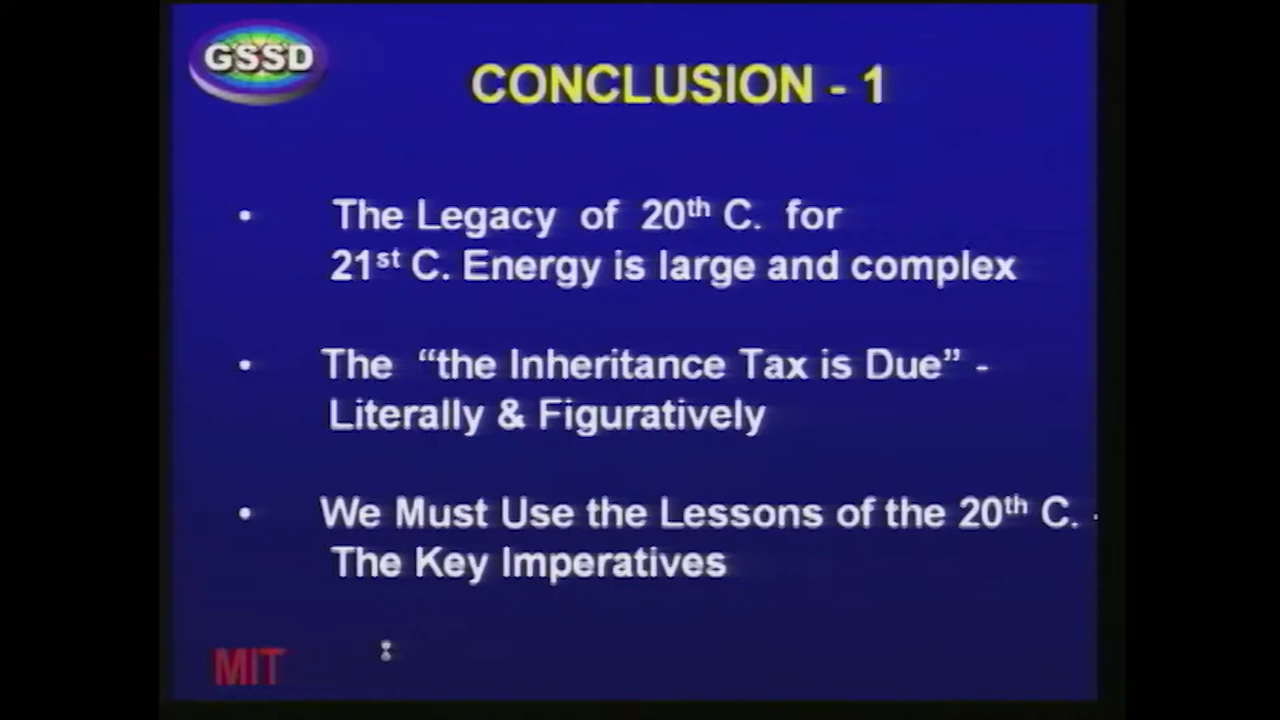 GSSD
CONCLUSION - 1
• The Legacy of 20th C. for
21st C. Energy is large and complex
• The “the Inheritance Tax is Due” -
Literally & Figuratively
• We Must Use the Lessons of the 20th C. -
The Key Imperatives
MIT